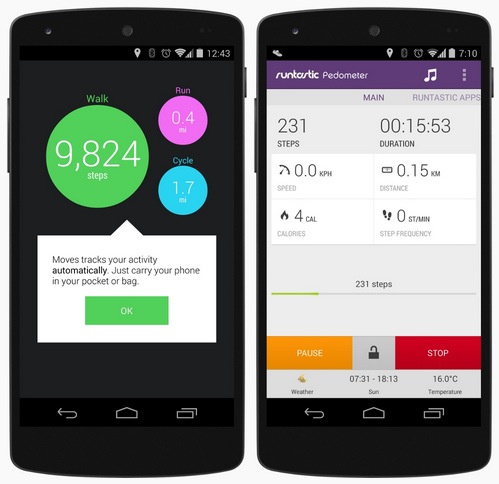 12:43
Walk
9,824
steps
Run
0.4
mi
Cycle
1.7
mi
Moves tracks your activity
automatically. Just carry your phone
in your pocket or bag.
OK
7:10
runtastic Pedometer
MAIN RUNTASTIC APPS
231
STEPS
00:15:53
DURATION
0.0 KPH
SPEED
0.15 KM
DISTANCE
4 CAL
CALORIES
0 ST/MIN
STEP FREQUENCY
231 steps
PAUSE
STOP
Weather
07:31 - 18:13
Sun
16.0°C
Temperature